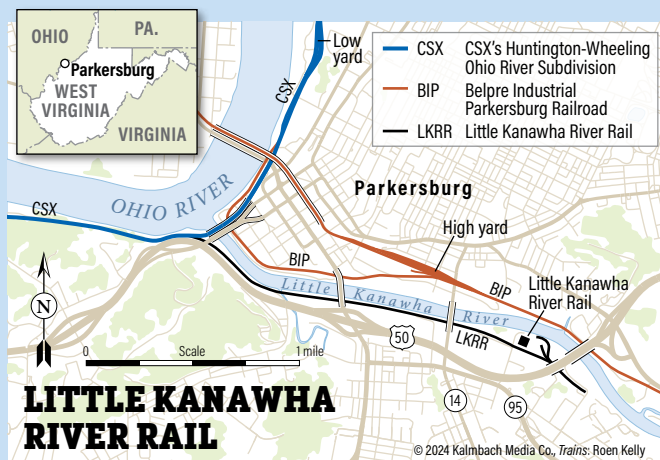 OHIO
PA.
Parkersburg
WEST
VIRGINIA
VIRGINIA
Low
yard
CSX
CSX CSX's Huntington-Wheeling
Ohio River Subdivision
BIP Belpre Industrial
Parkersburg Railroad
LKRR Little Kanawha River Rail
Parkersburg
OHIO RIVER
CSX
High yard
BIP
BIP
Little Kanawha River
Little Kanawha
River Rail
LKRR
50
N
0 Scale 1 mile
14
95
LITTLE KANAWHA
RIVER RAIL
© 2024 Kalmbach Media Co., Trains: Roen Kelly